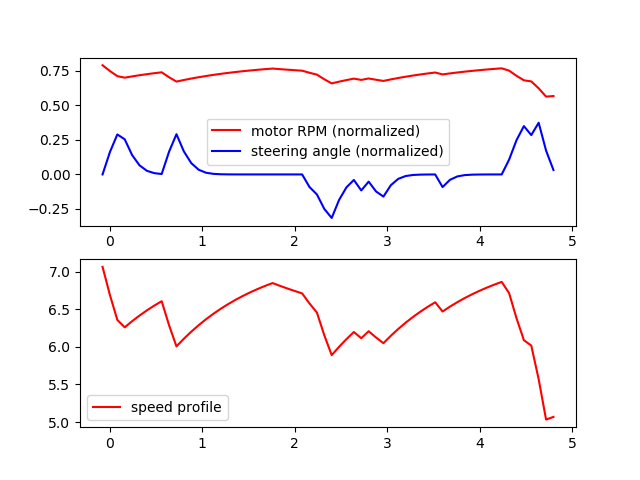 0.75
0.50
0.25
0.00
−0.25
motor RPM (normalized)
steering angle (normalized)
0 1 2 3 4 5
7.0
6.5
6.0
5.5
5.0
speed profile
0 1 2 3 4 5